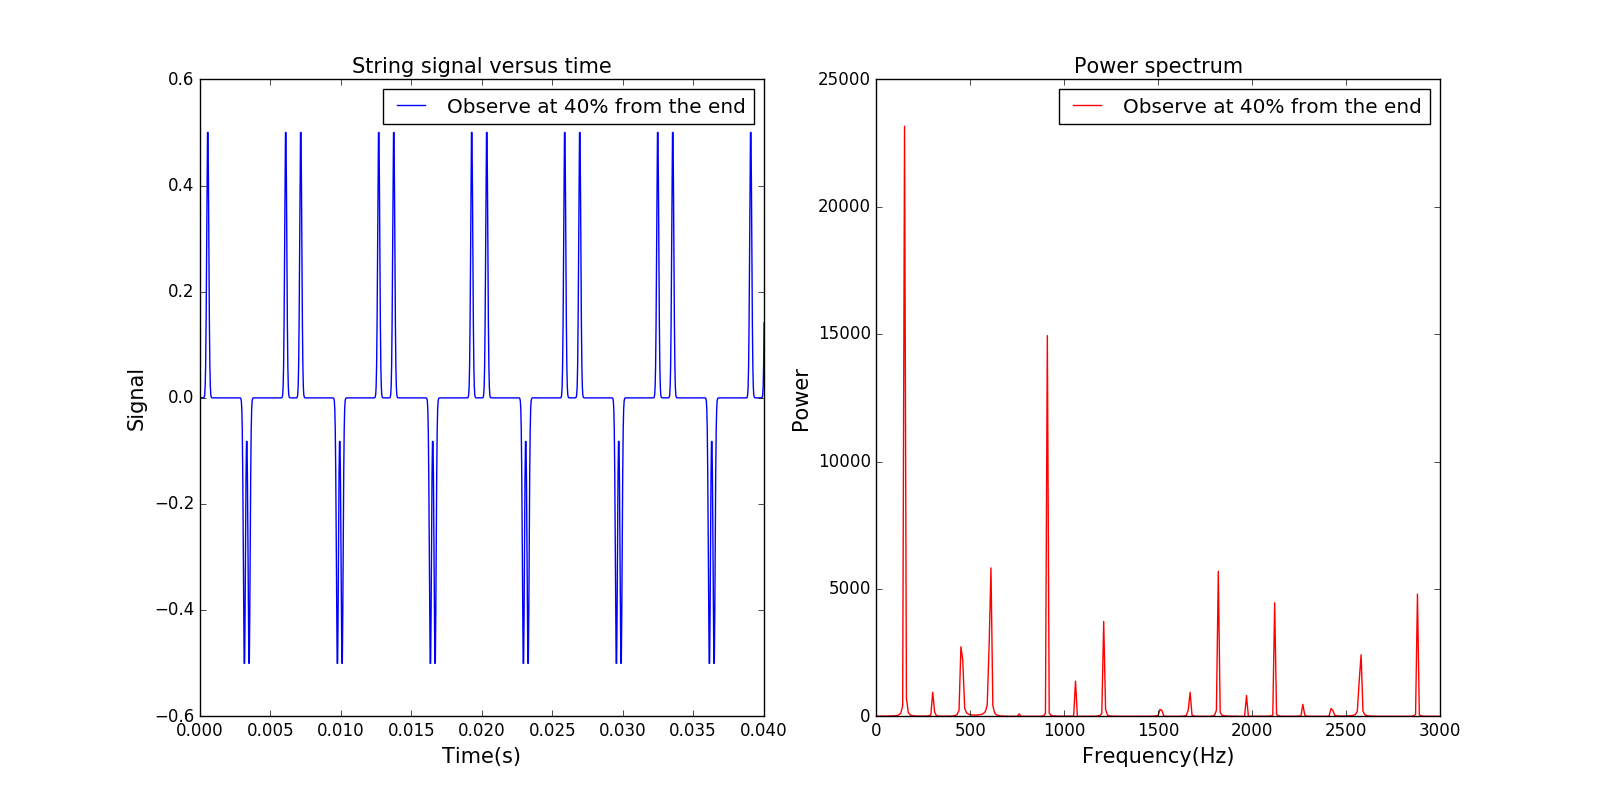 String signal versus time
Observe at 40% from the end
0.6
0.4
0.2
0.0
−0.2
−0.4
−0.6
Signal
0.000 0.005 0.010 0.015 0.020 0.025 0.030 0.035 0.040
Time(s)
Power spectrum
Observe at 40% from the end
25000
20000
15000
10000
5000
0
Power
0 500 1000 1500 2000 2500 3000
Frequency(Hz)